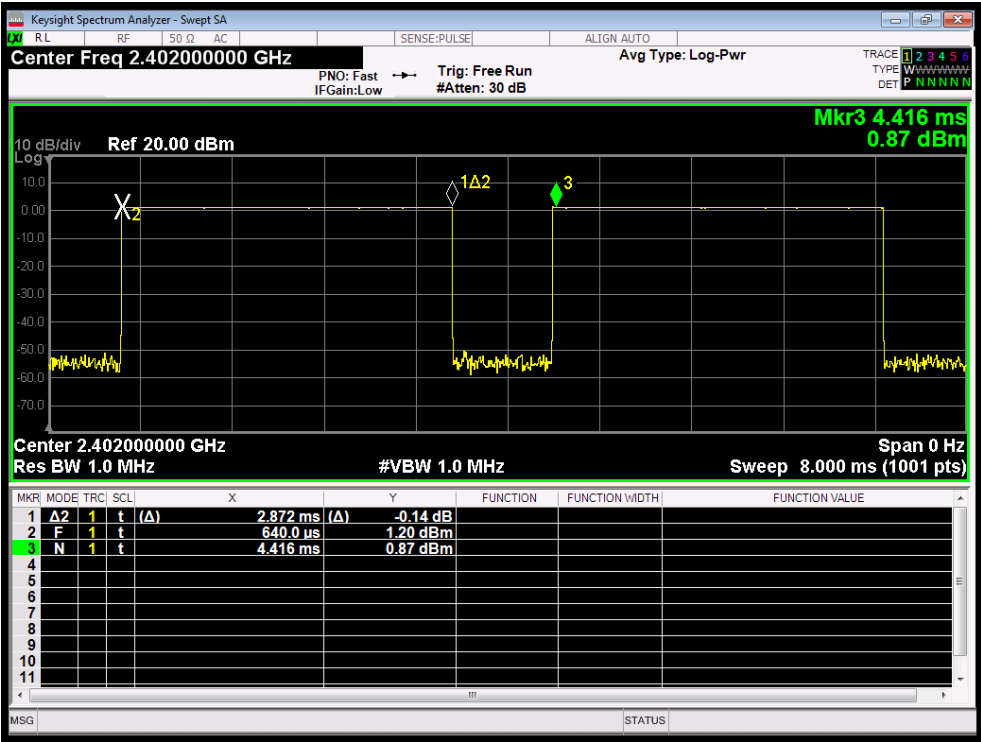 Keysight Spectrum Analyzer - Swept SA
LXI RL RF 50 Ω AC SENSE:PULSE ALIGN AUTO
Center Freq 2.402000000 GHz
PNO: Fast
IFGain:Low
Trig: Free Run
#Atten: 30 dB
Avg Type: Log-Pwr
TRACE 1 2 3 4 5 6
TYPE WWWWWW
DET P N N N N N
Mkr3 4.416 ms
0.87 dBm
10 dB/div Ref 20.00 dBm
Log
10.0
0.00
-10.0
-20.0
-30.0
-40.0
-50.0
-60.0
-70.0
X2
1Δ2
3
Center 2.402000000 GHz Span 0 Hz
Res BW 1.0 MHz #VBW 1.0 MHz Sweep 8.000 ms (1001 pts)
MKR MODE TRC SCL X Y FUNCTION FUNCTION WIDTH FUNCTION VALUE
1 Δ2 1 t (Δ) 2.872 ms (Δ) -0.14 dB
2 F 1 t 640.0 µs 1.20 dBm
3 N 1 t 4.416 ms 0.87 dBm
4
5
6
7
8
9
10
11
MSG STATUS